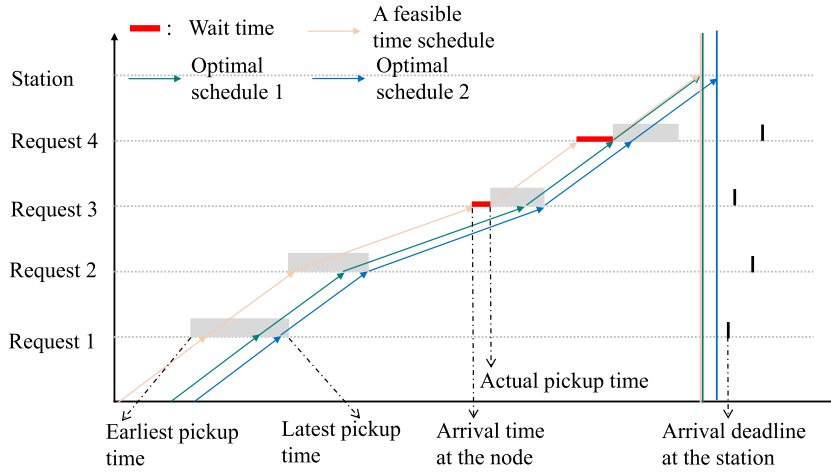 : Wait time
A feasible
time schedule
Optimal
schedule 1
Optimal
schedule 2
Station
Request 4
Request 3
Request 2
Request 1
Actual pickup time
Earliest pickup
time
Latest pickup
time
Arrival time
at the node
Arrival deadline
at the station